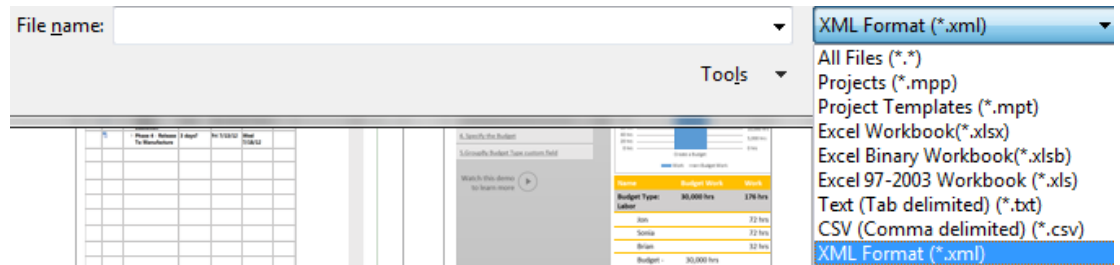 File name:
XML Format (*.xml)
Tools
All Files (*.*)
Projects (*.mpp)
Project Templates (*.mpt)
Excel Workbook(*.xlsx)
Excel Binary Workbook(*.xlsb)
Excel 97-2003 Workbook (*.xls)
Text (Tab delimited) (*.txt)
CSV (Comma delimited) (*.csv)
XML Format (*.xml)
Phase 4 - Release 3 days? Fri 7/13/12 Wed
To Manufacture 7/18/12
4. Specify the Budget
5.GroupBy Budget Type custom field
Watch this demo
to learn more
Create a Budget
Name Budget Work Work
Budget Type: 30,000 hrs 176 hrs
Labor
Jon 72 hrs
Sonia 72 hrs
Brian 32 hrs
Budget - 30,000 hrs